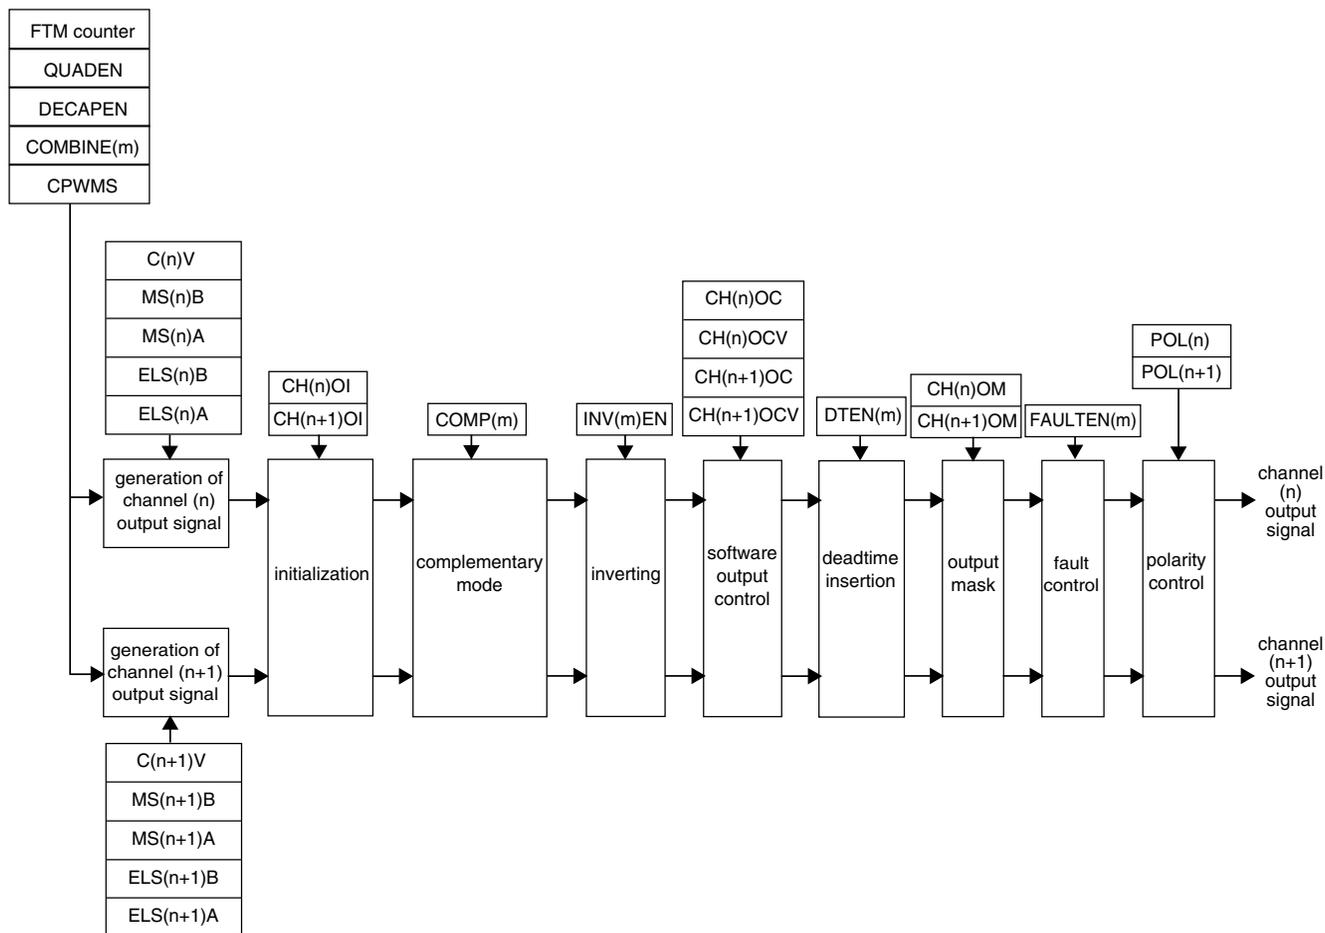 FTM counter
QUADEN
DECAPEN
COMBINE(m)
CPWMS
C(n)V
MS(n)B
MS(n)A
ELS(n)B
ELS(n)A
CH(n)OI
CH(n+1)OI
COMP(m)
INV(m)EN
CH(n)OC
CH(n)OCV
CH(n+1)OC
CH(n+1)OCV
DTEN(m)
CH(n)OM
CH(n+1)OM
FAULTEN(m)
POL(n)
POL(n+1)
generation of
channel (n)
output signal
initialization
complementary
mode
inverting
software
output
control
deadtime
insertion
output
mask
fault
control
polarity
control
channel
(n)
output
signal
generation of
channel (n+1)
output signal
channel
(n+1)
output
signal
C(n+1)V
MS(n+1)B
MS(n+1)A
ELS(n+1)B
ELS(n+1)A